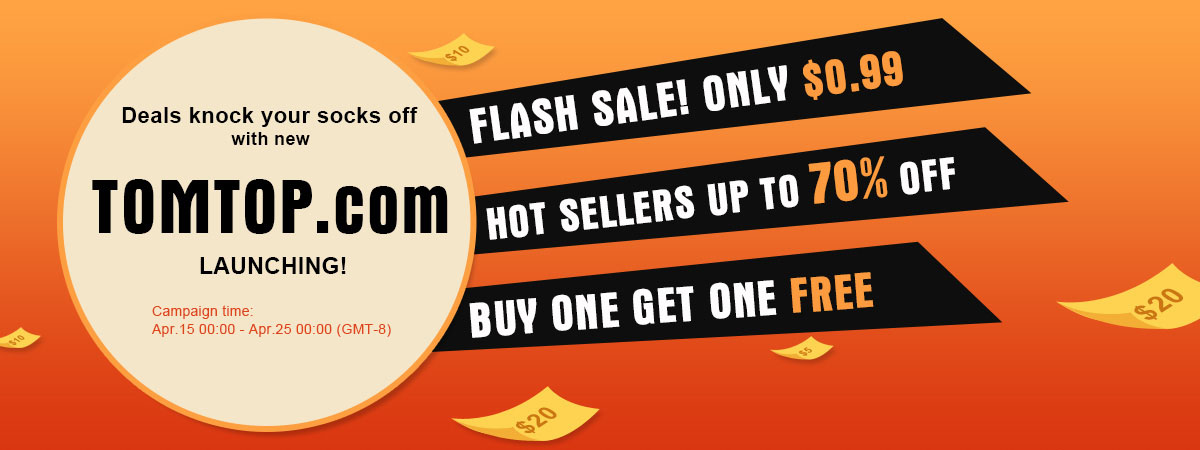 Deals knock your socks off
with new
TOMTOP.com
LAUNCHING!
Campaign time:
Apr.15 00:00 - Apr.25 00:00 (GMT-8)
FLASH SALE! ONLY $0.99
HOT SELLERS UP TO 70% OFF
BUY ONE GET ONE FREE
$10
$10
$20
$5
$20